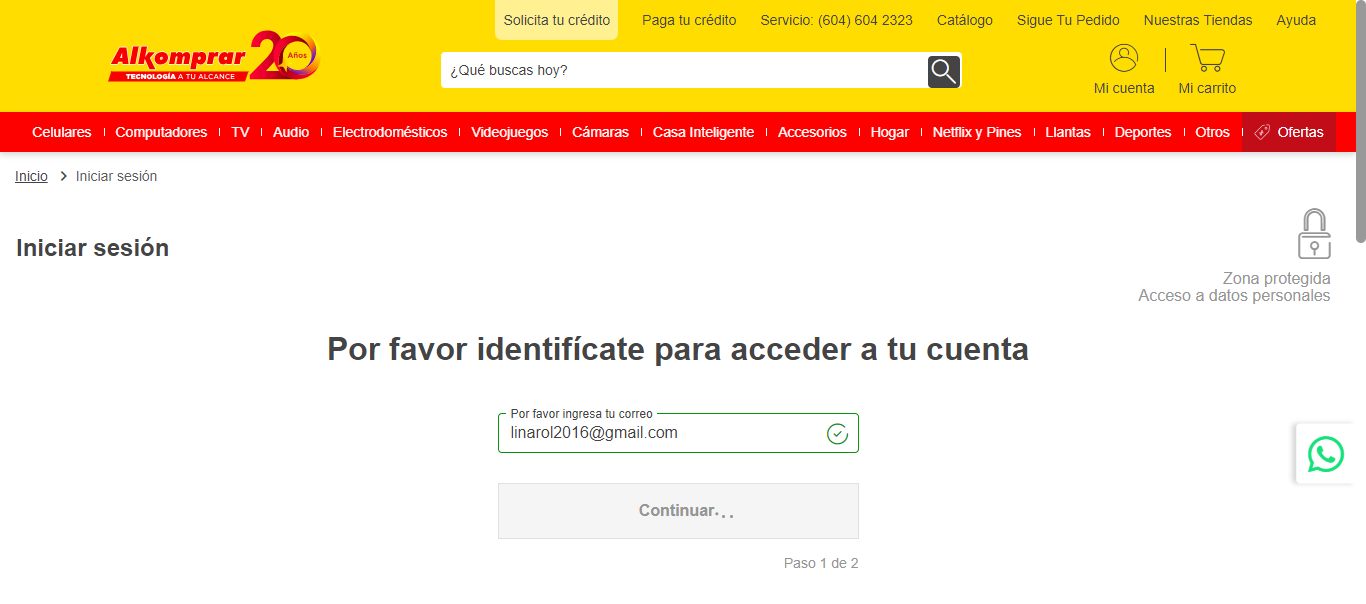 Solicita tu crédito Paga tu crédito Servicio: (604) 604 2323 Catálogo Sigue Tu Pedido Nuestras Tiendas Ayuda
Alkomprar 20 Años
TECNOLOGÍA A TU ALCANCE
¿Qué buscas hoy?
Mi cuenta Mi carrito
Celulares Computadores TV Audio Electrodomésticos Videojuegos Cámaras Casa Inteligente Accesorios Hogar Netflix y Pines Llantas Deportes Otros Ofertas
Inicio > Iniciar sesión
Iniciar sesión
Zona protegida
Acceso a datos personales
Por favor identifícate para acceder a tu cuenta
Por favor ingresa tu correo
linarol2016@gmail.com
Continuar...
Paso 1 de 2